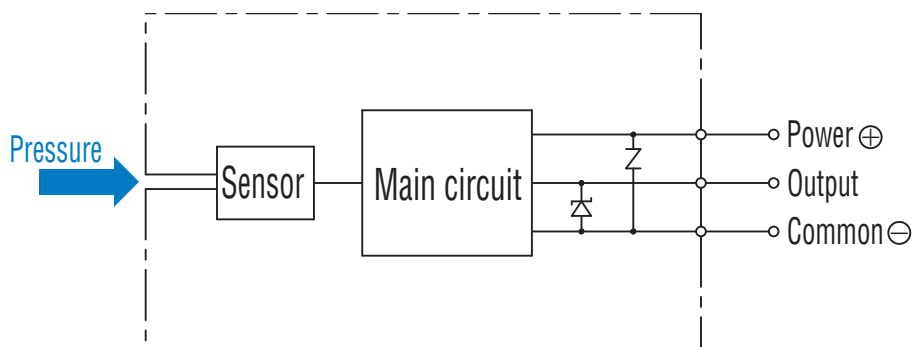 Pressure
Sensor
Main circuit
Power ⊕
Output
Common ⊖